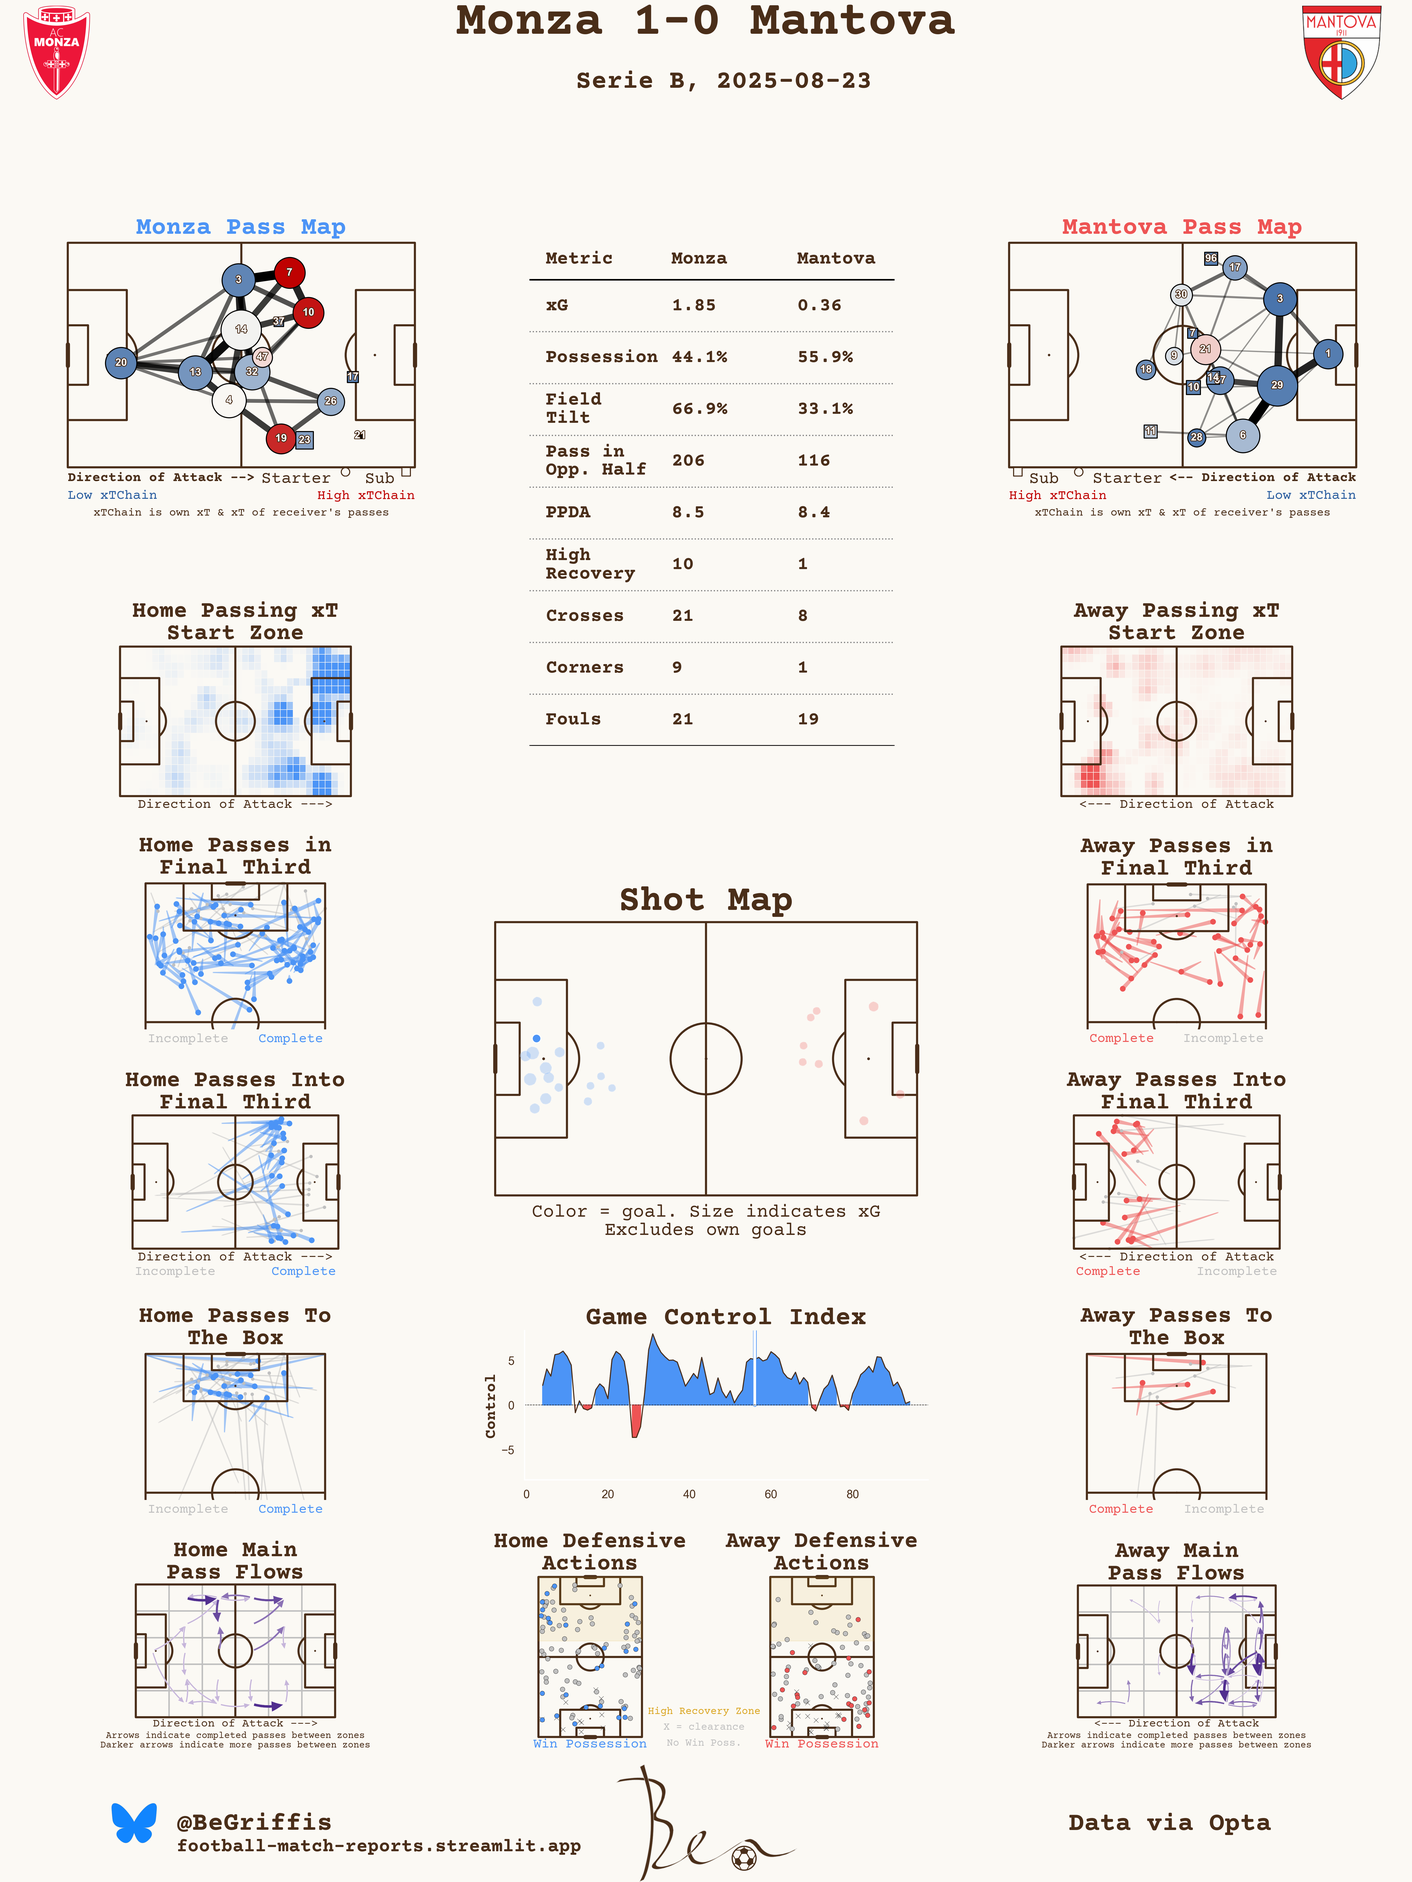 Monza 1-0 Mantova
Serie B, 2025-08-23
AC
MONZA
MANTOVA
1911
Monza Pass Map
3
7
10
14
37
47
20
13
32
17
4
26
19
23
21
Direction of Attack --> Starter Sub
Low xTChain High xTChain
xTChain is own xT & xT of receiver's passes
Metric Monza Mantova
xG 1.85 0.36
Possession 44.1% 55.9%
Field
Tilt 66.9% 33.1%
Pass in
Opp. Half 206 116
PPDA 8.5 8.4
High
Recovery 10 1
Crosses 21 8
Corners 9 1
Fouls 21 19
Mantova Pass Map
96
17
30
3
7
21
9
1
18
14
10
29
11
28
6
Sub Starter <-- Direction of Attack
High xTChain Low xTChain
xTChain is own xT & xT of receiver's passes
Home Passing xT
Start Zone
Direction of Attack --->
Away Passing xT
Start Zone
<--- Direction of Attack
Home Passes in
Final Third
Incomplete Complete
Away Passes in
Final Third
Complete Incomplete
Shot Map
Color = goal. Size indicates xG
Excludes own goals
Home Passes Into
Final Third
Direction of Attack --->
Incomplete Complete
Away Passes Into
Final Third
<--- Direction of Attack
Complete Incomplete
Home Passes To
The Box
Incomplete Complete
Game Control Index
Control
5
0
−5
0 20 40 60 80
Away Passes To
The Box
Complete Incomplete
Home Main
Pass Flows
Direction of Attack --->
Arrows indicate completed passes between zones
Darker arrows indicate more passes between zones
Home Defensive
Actions
Win Possession
High Recovery Zone
X = clearance
No Win Poss.
Away Defensive
Actions
Win Possession
Away Main
Pass Flows
<--- Direction of Attack
Arrows indicate completed passes between zones
Darker arrows indicate more passes between zones
@BeGriffis
football-match-reports.streamlit.app
Ben
Data via Opta